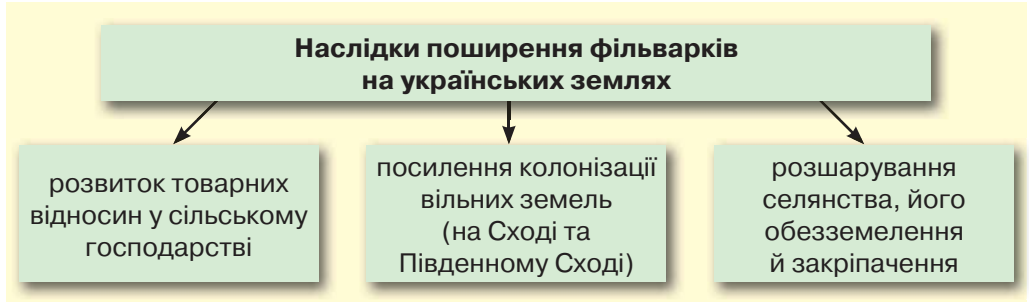 Наслідки поширення фільварків
на українських землях
розвиток товарних
відносин у сільському
господарстві
посилення колонізації
вільних земель
(на Сході та
Південному Сході)
розшарування
селянства, його
обезземелення
й закріпачення